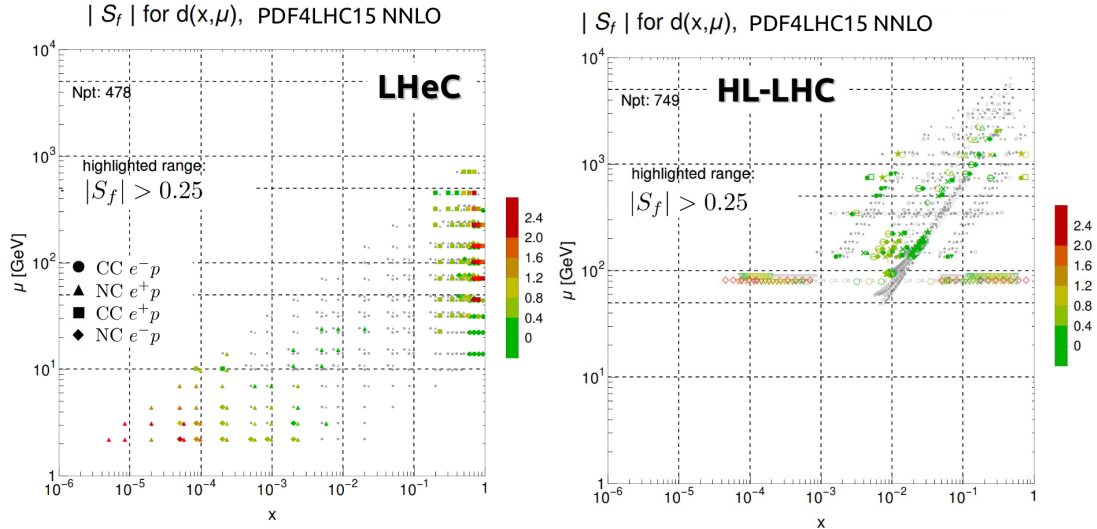 | S_f | for d(x,μ), PDF4LHC15 NNLO
LHeC
Npt: 478
highlighted range:
|S_f| > 0.25
CC e⁻p
NC e⁺p
CC e⁺p
NC e⁻p
μ [GeV]
10⁴
10³
10²
10¹
1
10⁻⁶
10⁻⁵
10⁻⁴
10⁻³
10⁻²
10⁻¹
1
x
2.4
2.0
1.6
1.2
0.8
0.4
0
| S_f | for d(x,μ), PDF4LHC15 NNLO
HL-LHC
Npt: 749
highlighted range:
|S_f| > 0.25
μ [GeV]
10⁴
10³
10²
10¹
1
10⁻⁶
10⁻⁵
10⁻⁴
10⁻³
10⁻²
10⁻¹
1
x
2.4
2.0
1.6
1.2
0.8
0.4
0